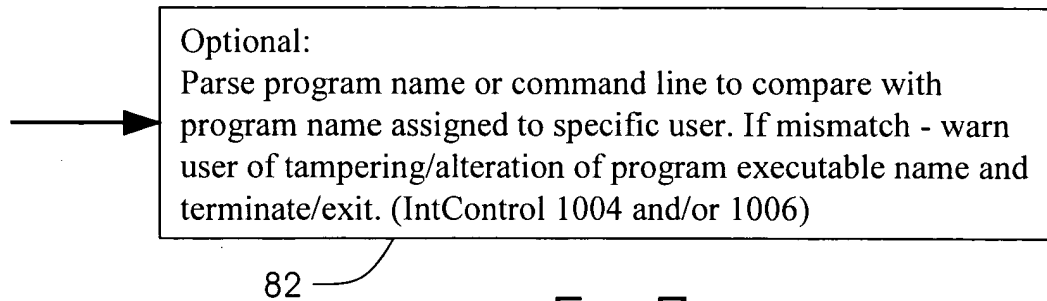 Optional:
Parse program name or command line to compare with
program name assigned to specific user. If mismatch - warn
user of tampering/alteration of program executable name and
terminate/exit. (IntControl 1004 and/or 1006)
82